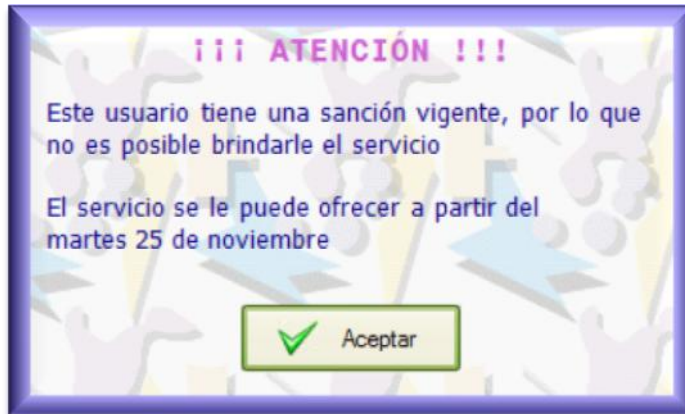 ¡¡¡ ATENCIÓN !!!
Este usuario tiene una sanción vigente, por lo que
no es posible brindarle el servicio
El servicio se le puede ofrecer a partir del
martes 25 de noviembre
Aceptar